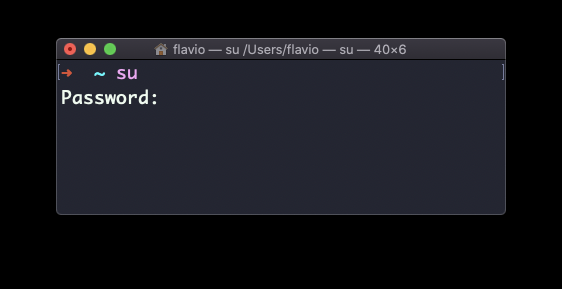 flavio — su /Users/flavio — su — 40×6
➜ ~ su
Password: